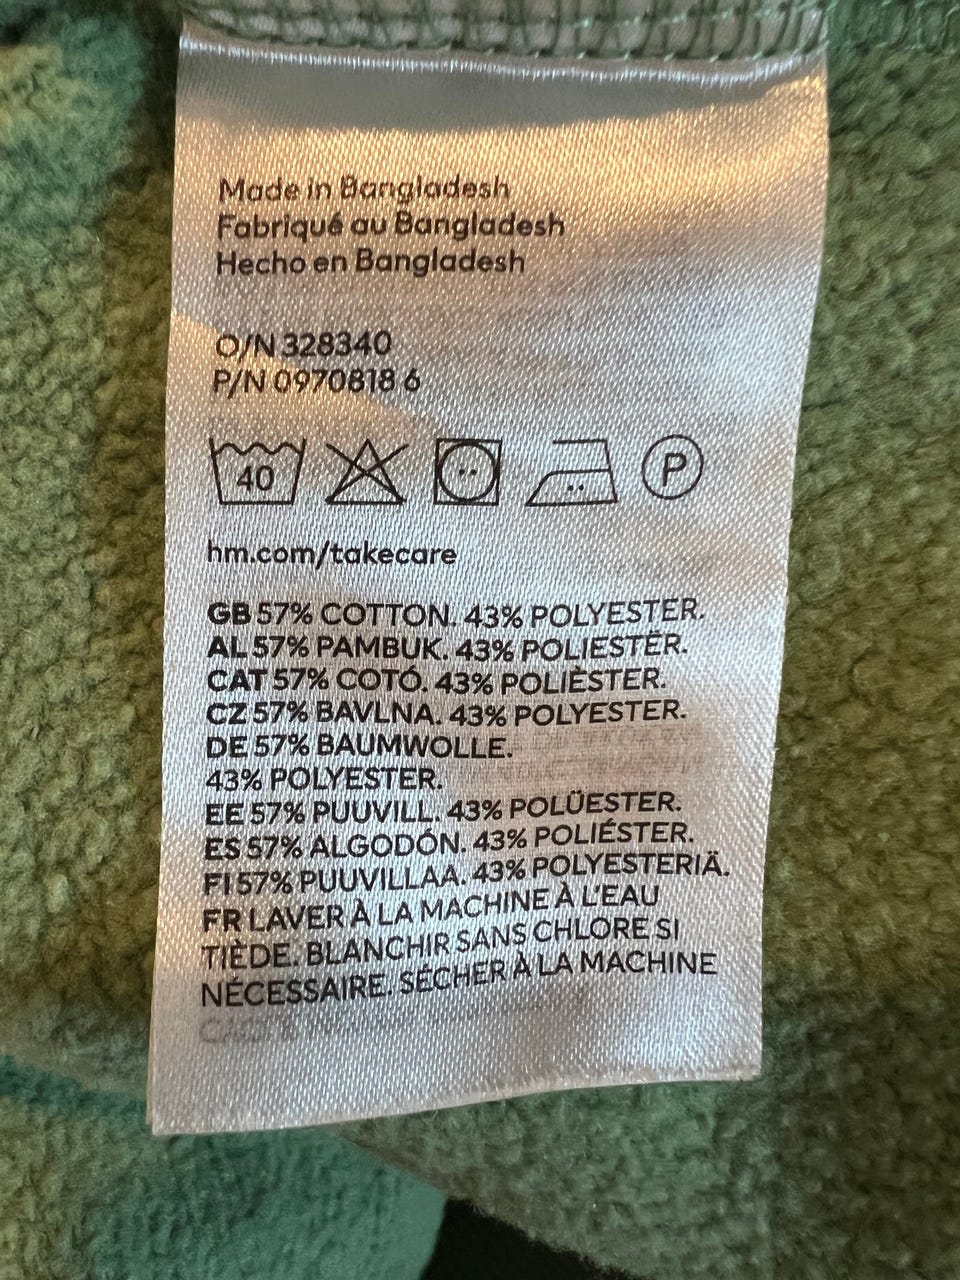 Made in Bangladesh
Fabriqué au Bangladesh
Hecho en Bangladesh
O/N 328340
P/N 0970818 6
40 P
hm.com/takecare
GB 57% COTTON. 43% POLYESTER.
AL 57% PAMBUK. 43% POLIESTËR.
CAT 57% COTÓ. 43% POLIÈSTER.
CZ 57% BAVLNA. 43% POLYESTER.
DE 57% BAUMWOLLE.
43% POLYESTER.
EE 57% PUUVILL. 43% POLÜESTER.
ES 57% ALGODÓN. 43% POLIÉSTER.
FI 57% PUUVILLAA. 43% POLYESTERIÄ.
FR LAVER À LA MACHINE À L'EAU
TIÈDE. BLANCHIR SANS CHLORE SI
NÉCESSAIRE. SÉCHER À LA MACHINE